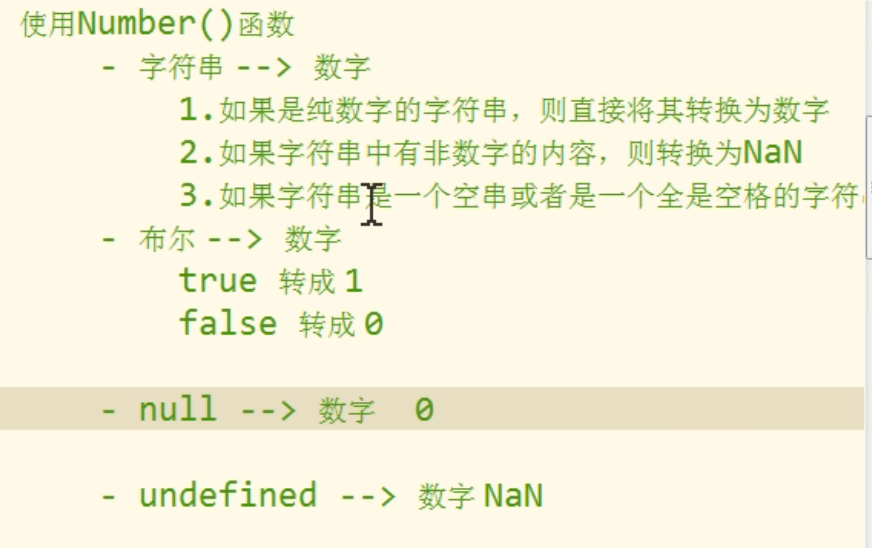 使用Number()函数
- 字符串 --> 数字
1.如果是纯数字的字符串，则直接将其转换为数字
2.如果字符串中有非数字的内容，则转换为NaN
3.如果字符串是一个空串或者是一个全是空格的字符
- 布尔 --> 数字
true 转成 1
false 转成 0
- null --> 数字 0
- undefined --> 数字 NaN